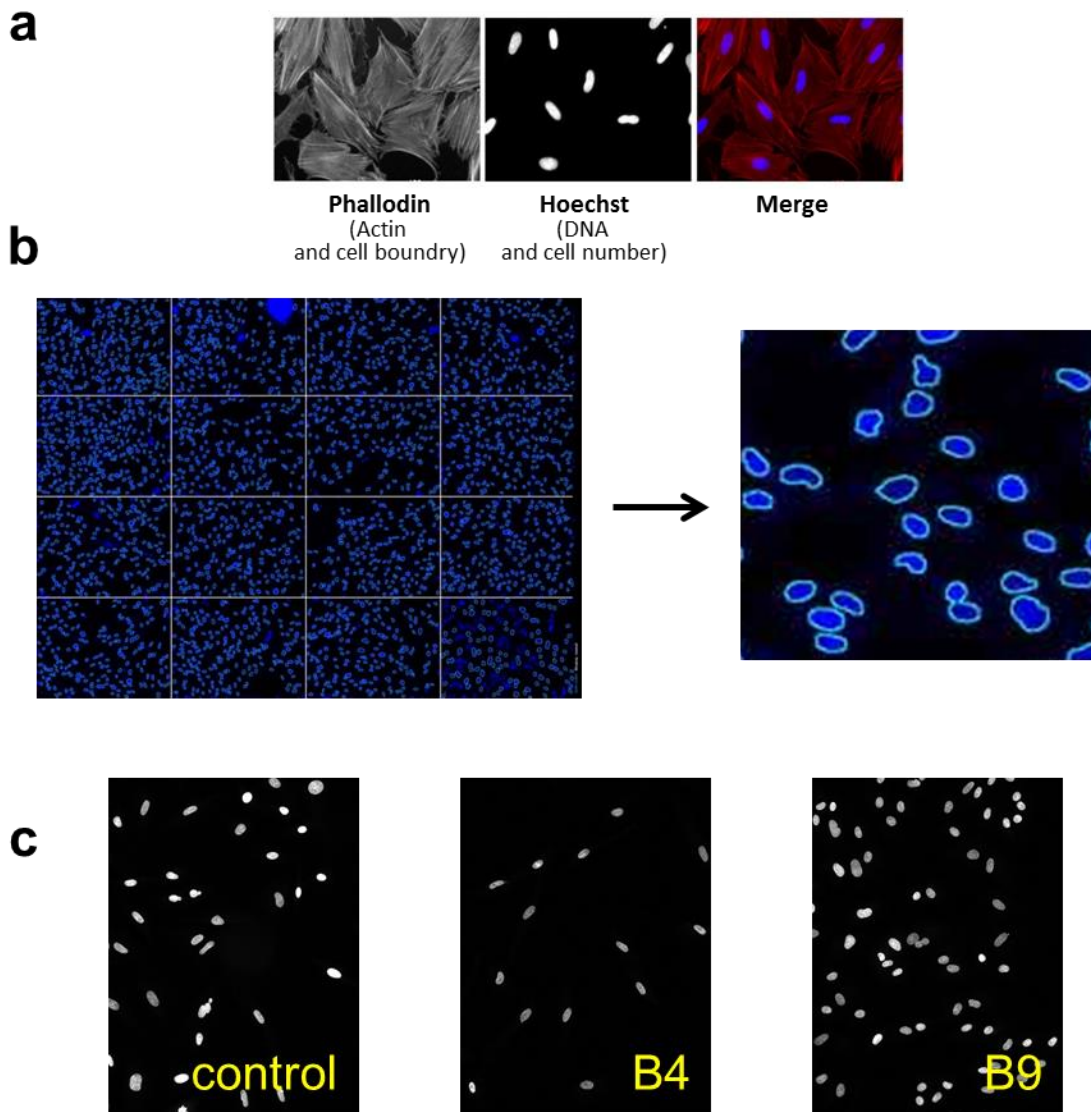 a
Phallodin
(Actin
and cell boundry)
Hoechst
(DNA
and cell number)
Merge
b
c
control
B4
B9